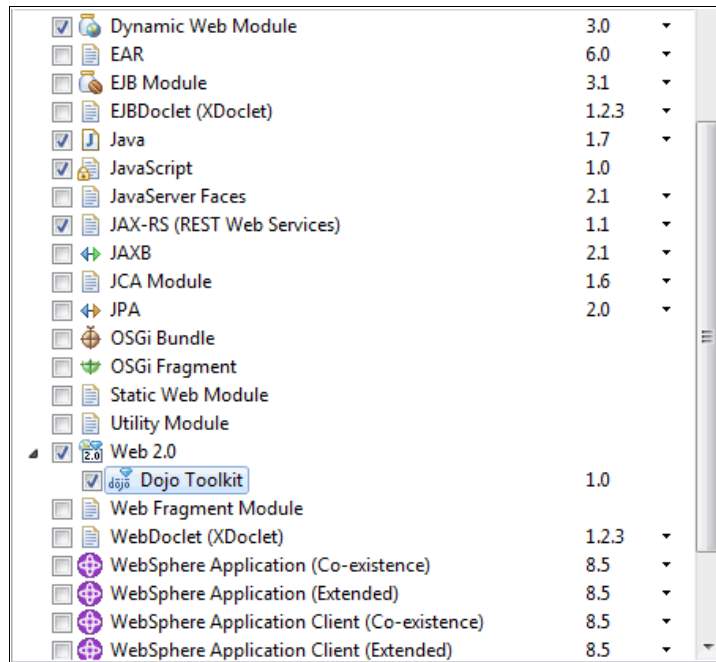 Dynamic Web Module 3.0
EAR 6.0
EJB Module 3.1
EJBDoclet (XDoclet) 1.2.3
Java 1.7
JavaScript 1.0
JavaServer Faces 2.1
JAX-RS (REST Web Services) 1.1
JAXB 2.1
JCA Module 1.6
JPA 2.0
OSGi Bundle
OSGi Fragment
Static Web Module
Utility Module
2.0 Web 2.0
dojo Dojo Toolkit 1.0
Web Fragment Module
WebDoclet (XDoclet) 1.2.3
WebSphere Application (Co-existence) 8.5
WebSphere Application (Extended) 8.5
WebSphere Application Client (Co-existence) 8.5
WebSphere Application Client (Extended) 8.5